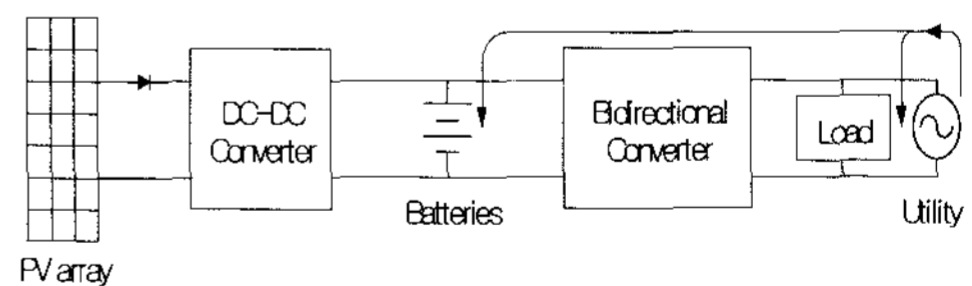 DC-DC
Converter
Bidirectional
Converter
Load
Batteries
Utility
PV array